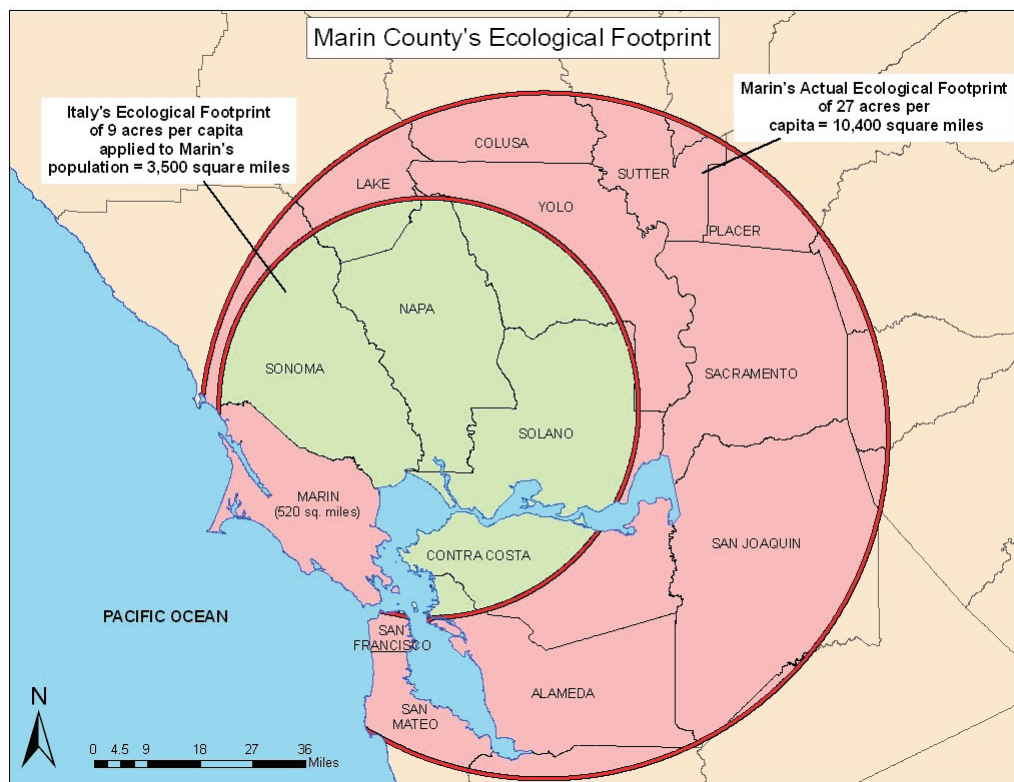 Marin County's Ecological Footprint
Italy's Ecological Footprint
of 9 acres per capita
applied to Marin's
population = 3,500 square miles
Marin's Actual Ecological Footprint
of 27 acres per
capita = 10,400 square miles
COLUSA
LAKE
SUTTER
YOLO
PLACER
NAPA
SONOMA
SACRAMENTO
SOLANO
MARIN
(520 sq. miles)
SAN JOAQUIN
CONTRA COSTA
PACIFIC OCEAN
SAN
FRANCISCO
ALAMEDA
SAN
MATEO
N
0 4.5 9 18 27 36
Miles